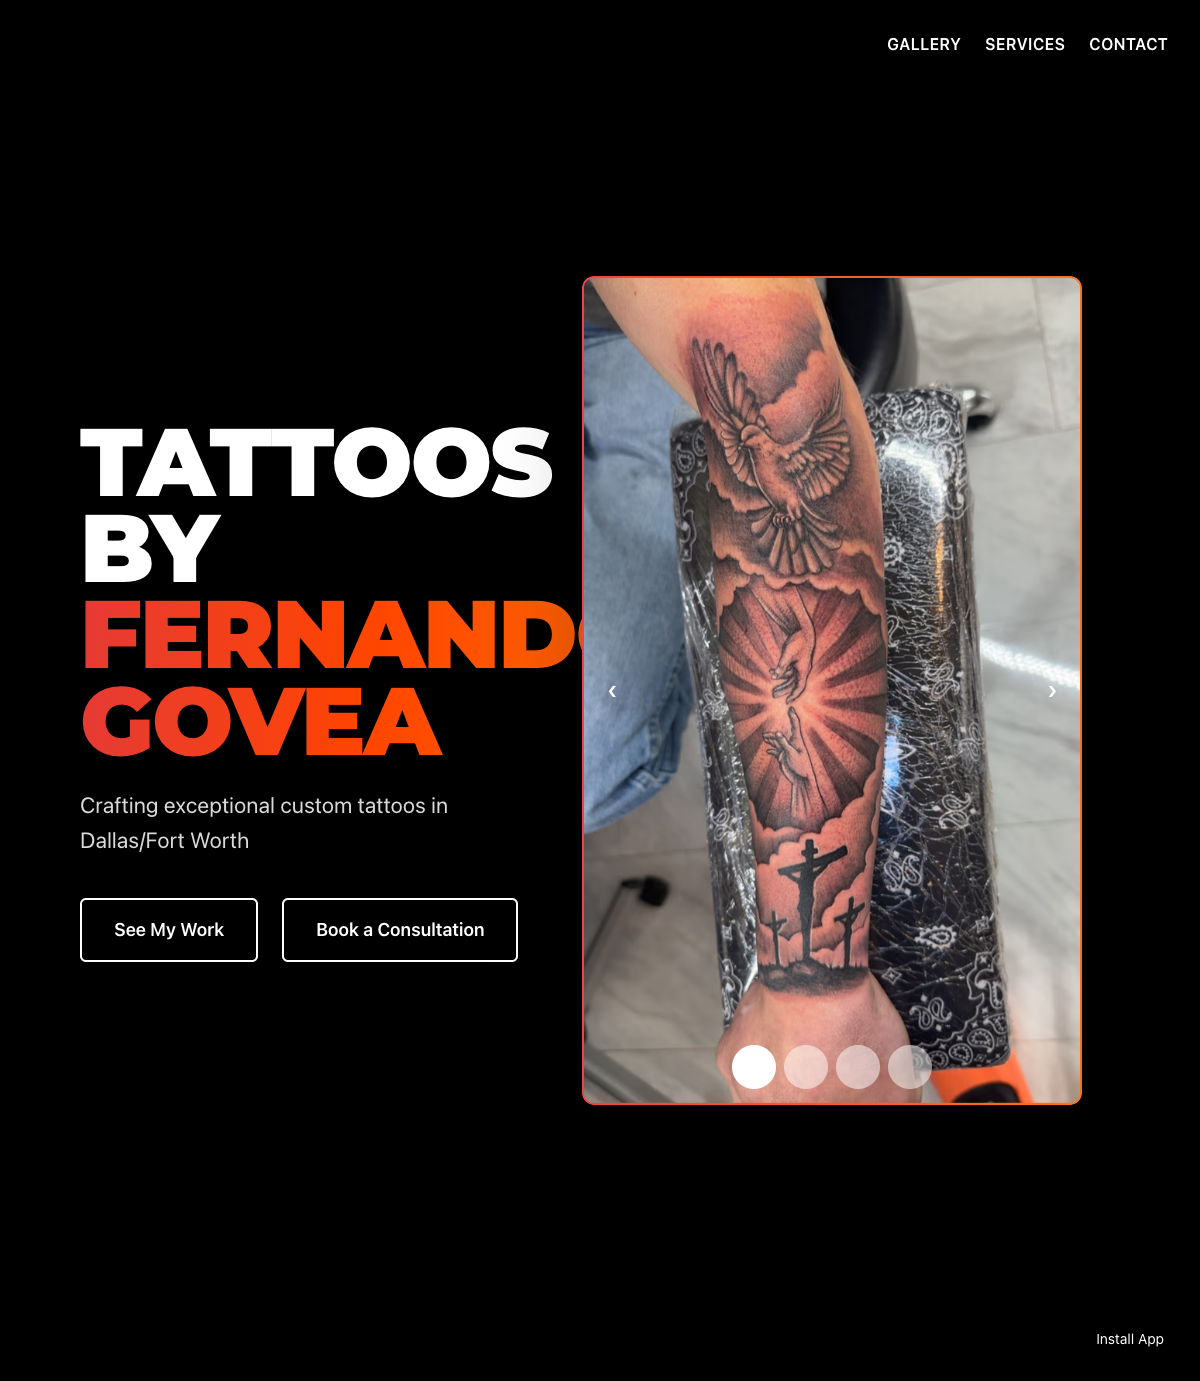 GALLERY SERVICES CONTACT
TATTOOS
BY
FERNANDO
GOVEA
Crafting exceptional custom tattoos in
Dallas/Fort Worth
See My Work Book a Consultation
‹ ›
Install App